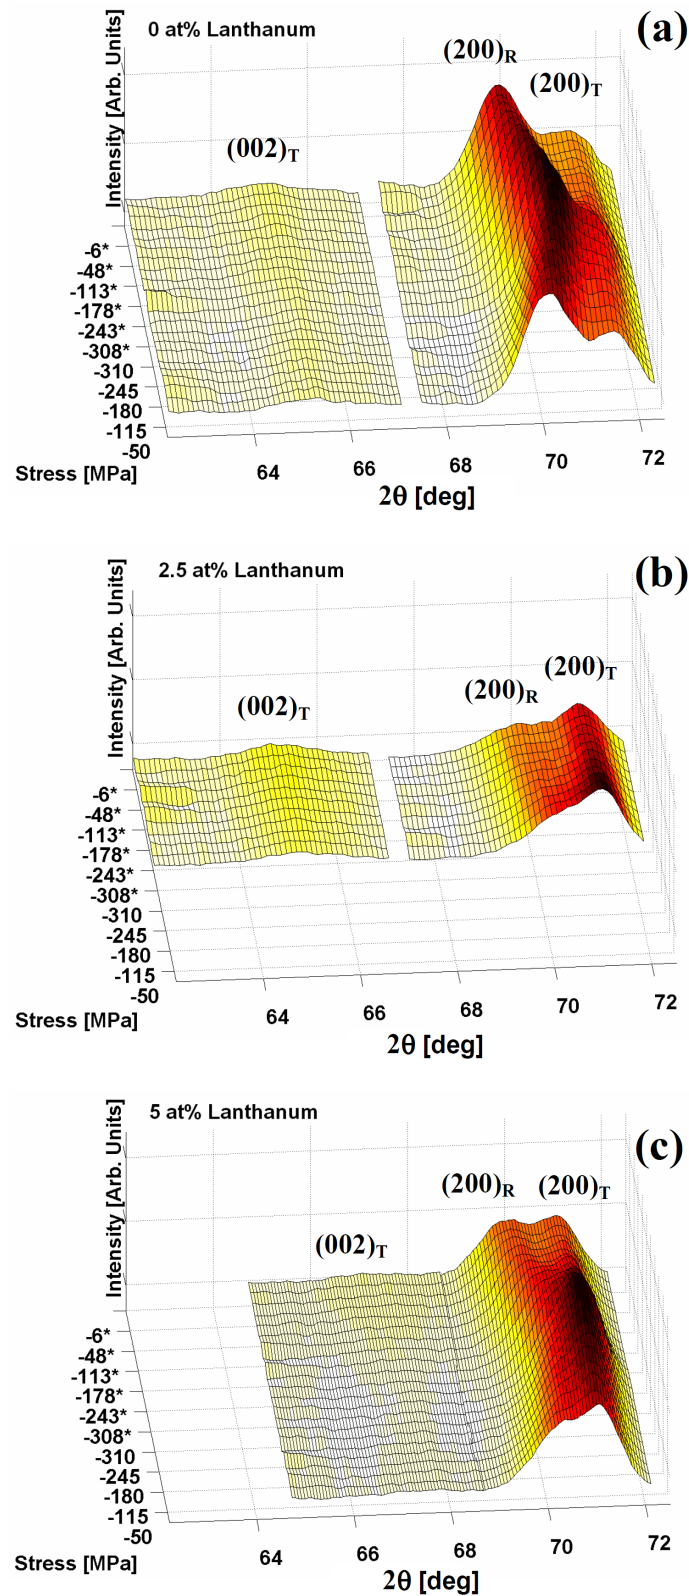 0 at% Lanthanum
(a)
Intensity [Arb. Units]
(200)R
(200)T
(002)T
-6*
-48*
-113*
-178*
-243*
-308*
-310
-245
-180
-115
-50
Stress [MPa]
64
66
68
70
72
2θ [deg]
2.5 at% Lanthanum
(b)
Intensity [Arb. Units]
(200)T
(200)R
(002)T
-6*
-48*
-113*
-178*
-243*
-308*
-310
-245
-180
-115
-50
Stress [MPa]
64
66
68
70
72
2θ [deg]
5 at% Lanthanum
(c)
Intensity [Arb. Units]
(200)R
(200)T
(002)T
-6*
-48*
-113*
-178*
-243*
-308*
-310
-245
-180
-115
-50
Stress [MPa]
64
66
68
70
72
2θ [deg]